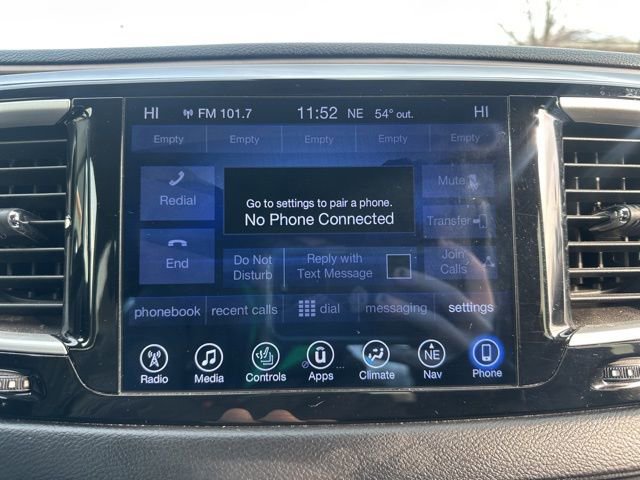 HI FM 101.7 11:52 NE 54° out. HI
Empty Empty Empty Empty Empty
Redial
Go to settings to pair a phone.
No Phone Connected
Mute
Transfer
End
Do Not
Disturb
Reply with
Text Message
Join
Calls
phonebook recent calls dial messaging settings
Radio Media Controls Apps Climate NE Nav Phone